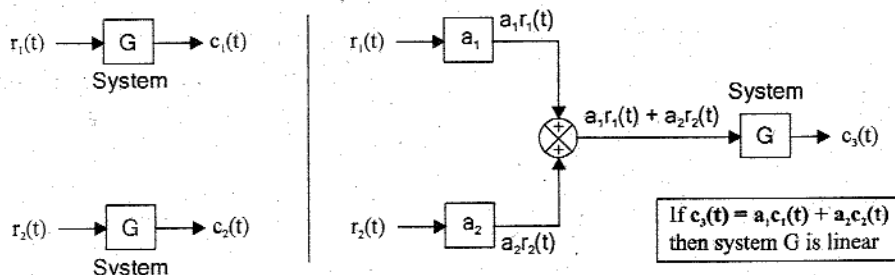 r₁(t)
G
c₁(t)
System
r₂(t)
G
c₂(t)
System
r₁(t)
a₁
a₁r₁(t)
r₂(t)
a₂
a₂r₂(t)
+
+
a₁r₁(t) + a₂r₂(t)
System
G
c₃(t)
If c₃(t) = a₁c₁(t) + a₂c₂(t)
then system G is linear